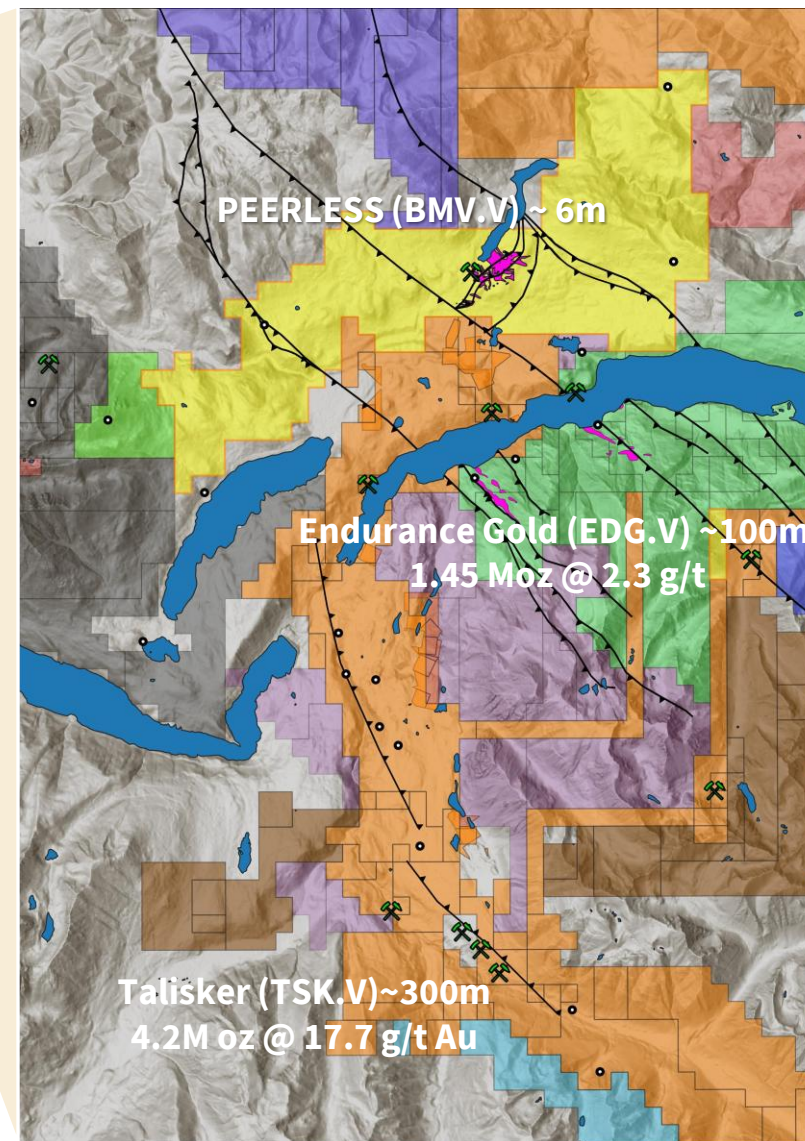 PEERLESS (BMV.V) ~ 6m
Endurance Gold (EDG.V) ~100m
1.45 Moz @ 2.3 g/t
Talisker (TSK.V)~300m
4.2M oz @ 17.7 g/t Au